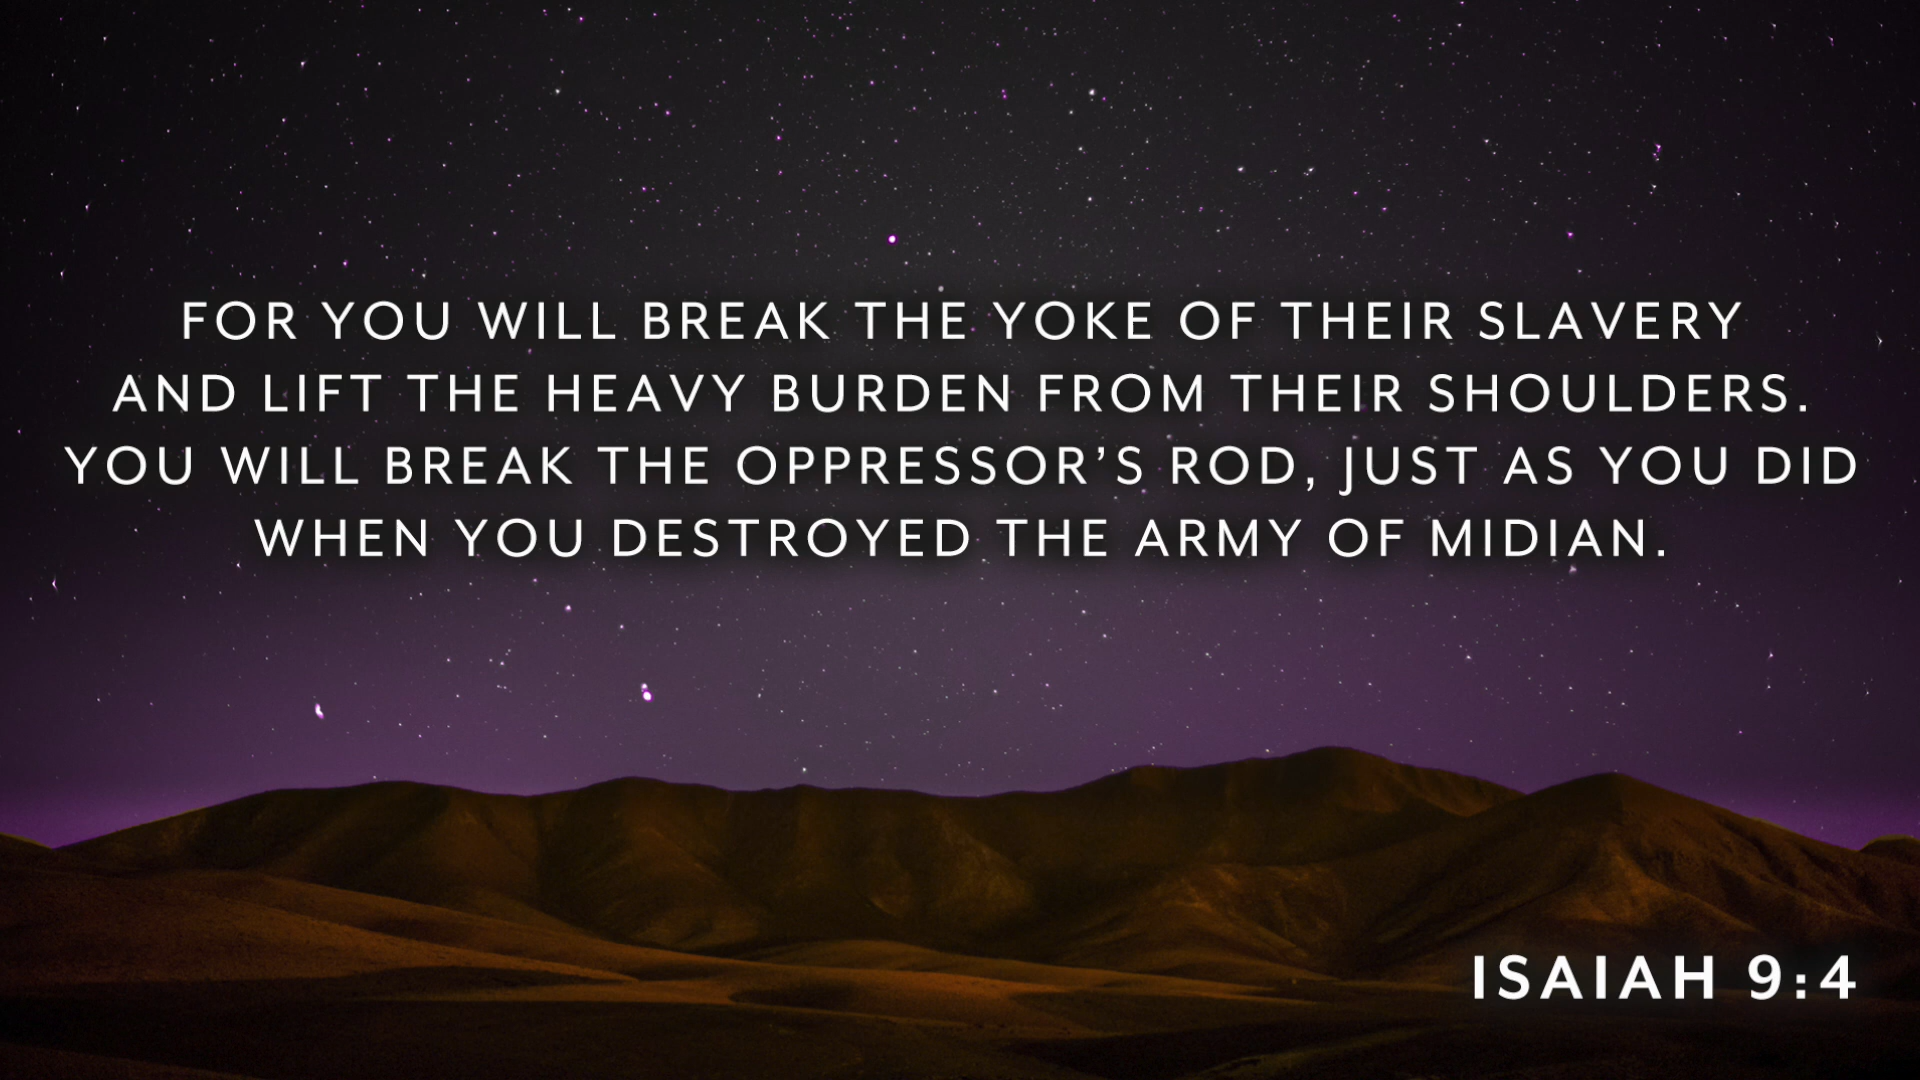 FOR YOU WILL BREAK THE YOKE OF THEIR SLAVERY
AND LIFT THE HEAVY BURDEN FROM THEIR SHOULDERS.
YOU WILL BREAK THE OPPRESSOR’S ROD, JUST AS YOU DID
WHEN YOU DESTROYED THE ARMY OF MIDIAN.
ISAIAH 9:4